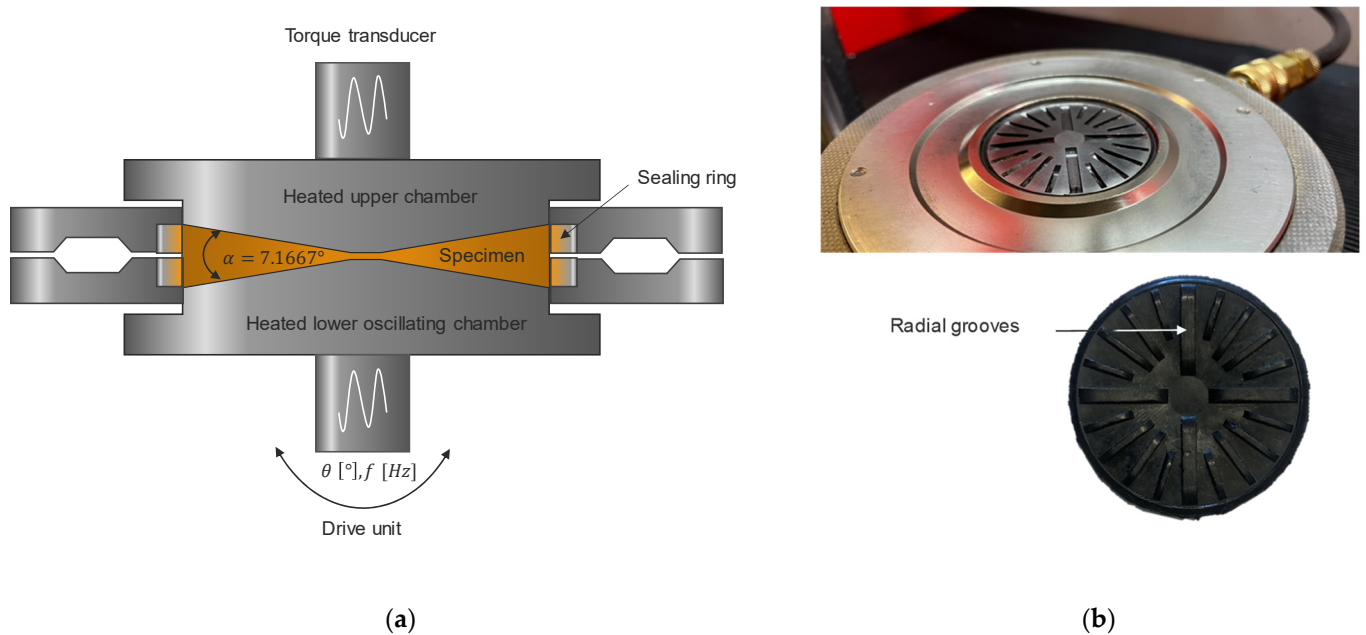 Torque transducer
Heated upper chamber
Sealing ring
α = 7.1667°
Specimen
Heated lower oscillating chamber
θ [°], f [Hz]
Drive unit
(a)
Radial grooves
(b)